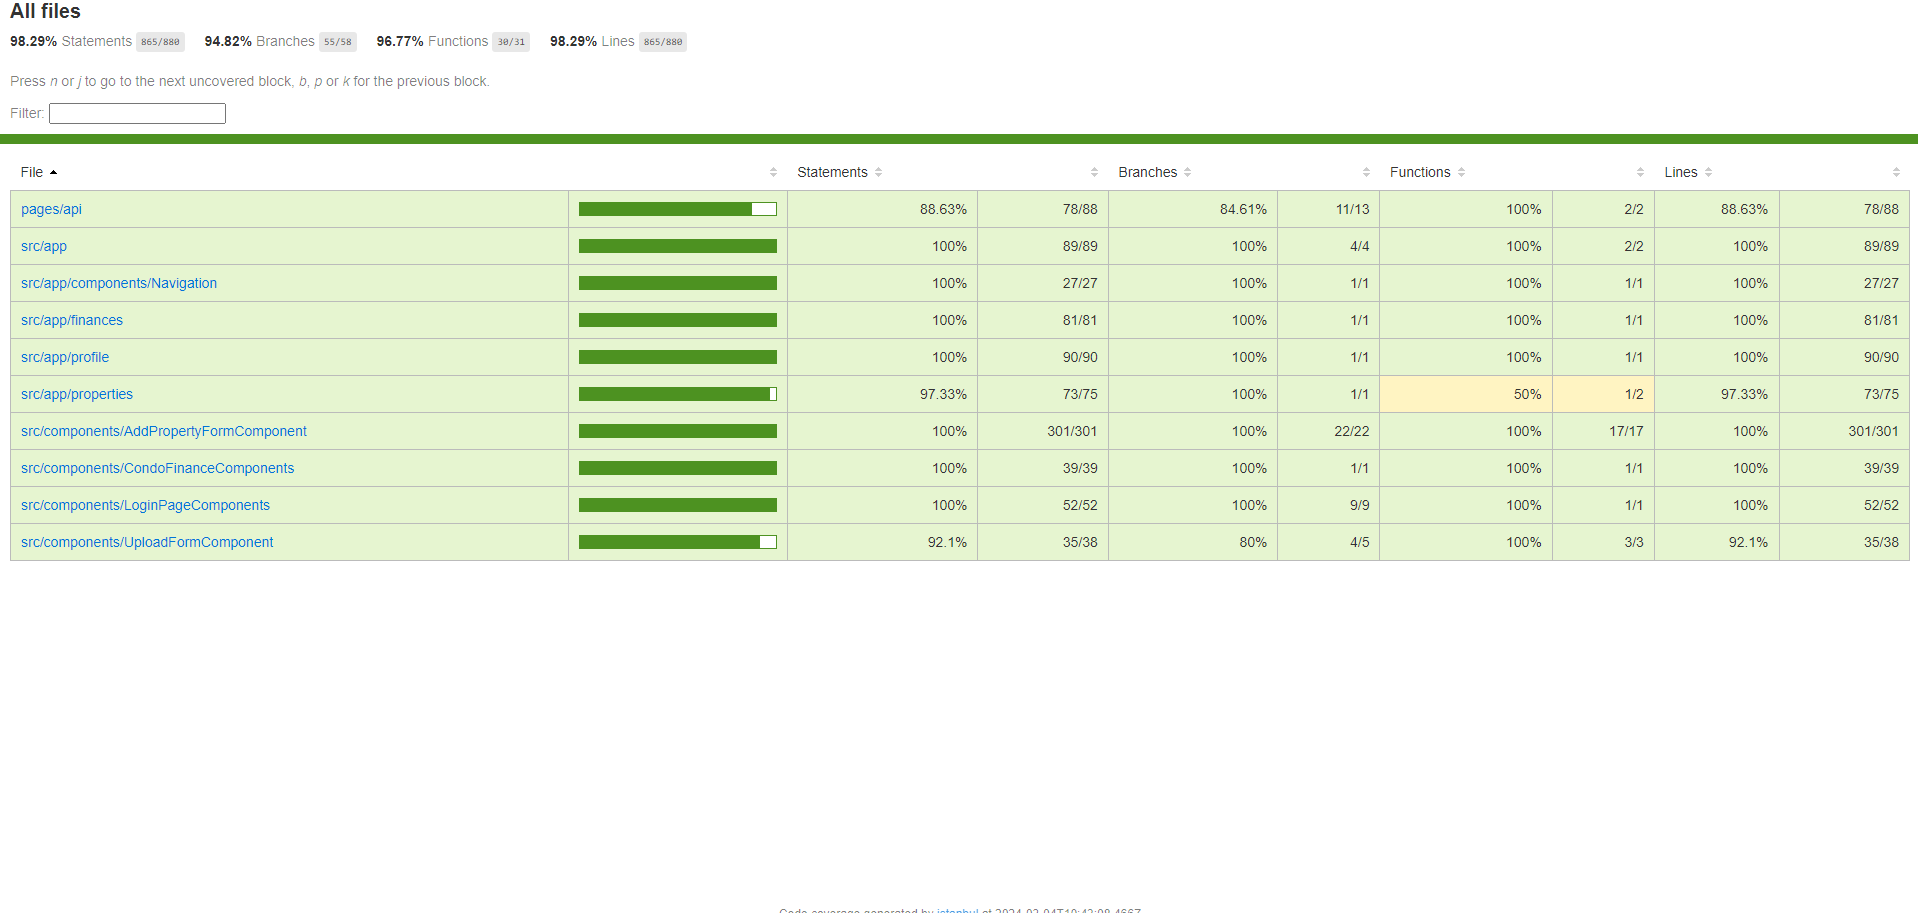 All files
98.29% Statements 865/880 94.82% Branches 55/58 96.77% Functions 30/31 98.29% Lines 865/880
Press n or j to go to the next uncovered block, b, p or k for the previous block.
Filter:
File Statements Branches Functions Lines
pages/api 88.63% 78/88 84.61% 11/13 100% 2/2 88.63% 78/88
src/app 100% 89/89 100% 4/4 100% 2/2 100% 89/89
src/app/components/Navigation 100% 27/27 100% 1/1 100% 1/1 100% 27/27
src/app/finances 100% 81/81 100% 1/1 100% 1/1 100% 81/81
src/app/profile 100% 90/90 100% 1/1 100% 1/1 100% 90/90
src/app/properties 97.33% 73/75 100% 1/1 50% 1/2 97.33% 73/75
src/components/AddPropertyFormComponent 100% 301/301 100% 22/22 100% 17/17 100% 301/301
src/components/CondoFinanceComponents 100% 39/39 100% 1/1 100% 1/1 100% 39/39
src/components/LoginPageComponents 100% 52/52 100% 9/9 100% 1/1 100% 52/52
src/components/UploadFormComponent 92.1% 35/38 80% 4/5 100% 3/3 92.1% 35/38
Code coverage generated by istanbul at